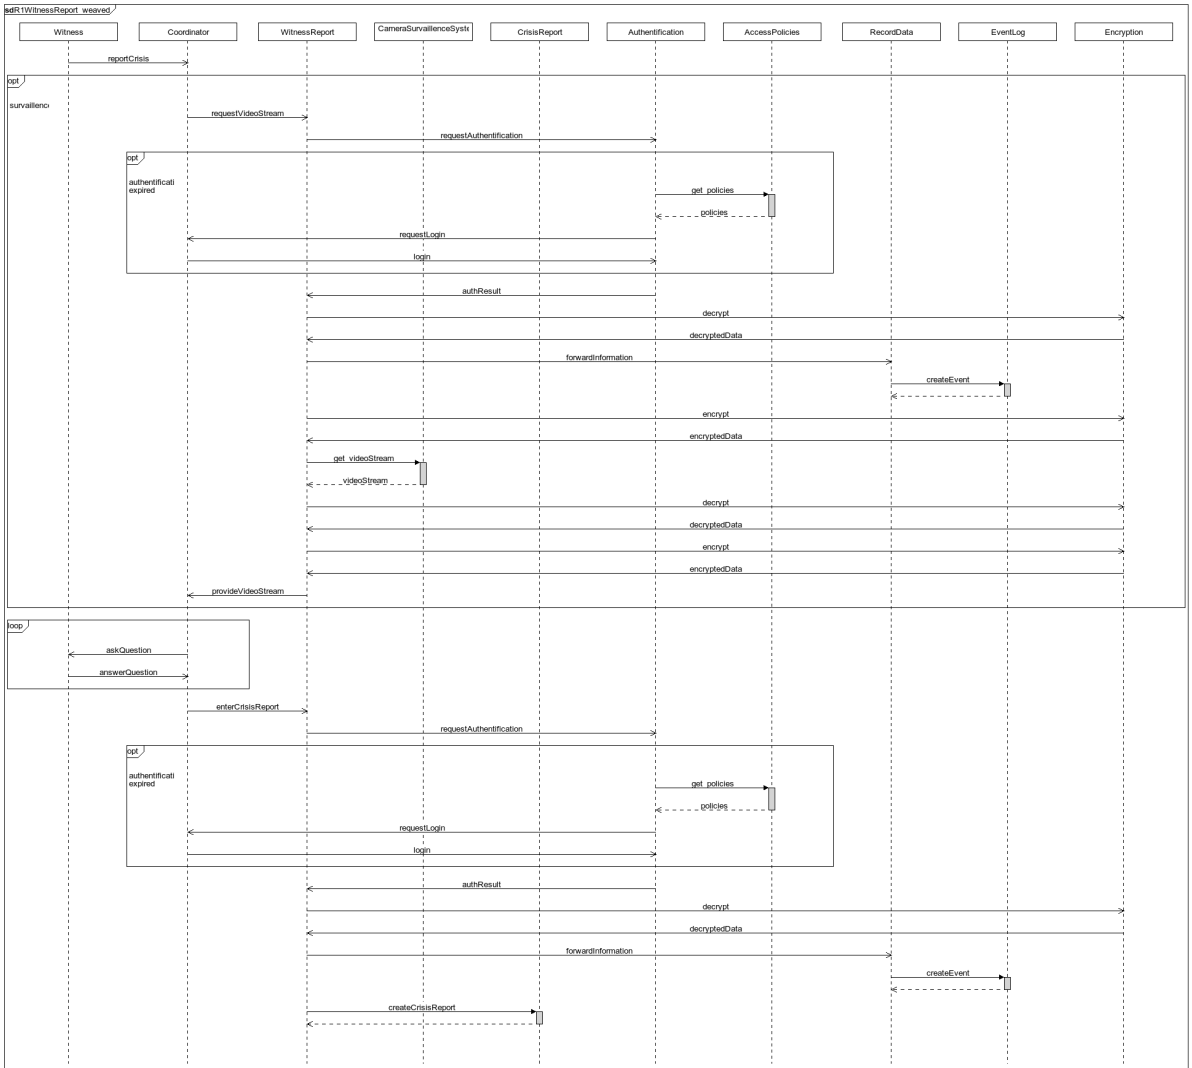 sdR1WitnessReport_weaved
Witness
Coordinator
WitnessReport
CameraSurvaillenceSyste
CrisisReport
Authentification
AccessPolicies
RecordData
EventLog
Encryption
reportCrisis
opt
survaillenc
requestVideoStream
requestAuthentification
opt
authentificati
expired
get_policies
policies
requestLogin
login
authResult
decrypt
decryptedData
forwardInformation
createEvent
encrypt
encryptedData
get_videoStream
videoStream
decrypt
decryptedData
encrypt
encryptedData
provideVideoStream
loop
askQuestion
answerQuestion
enterCrisisReport
requestAuthentification
opt
authentificati
expired
get_policies
policies
requestLogin
login
authResult
decrypt
decryptedData
forwardInformation
createEvent
createCrisisReport